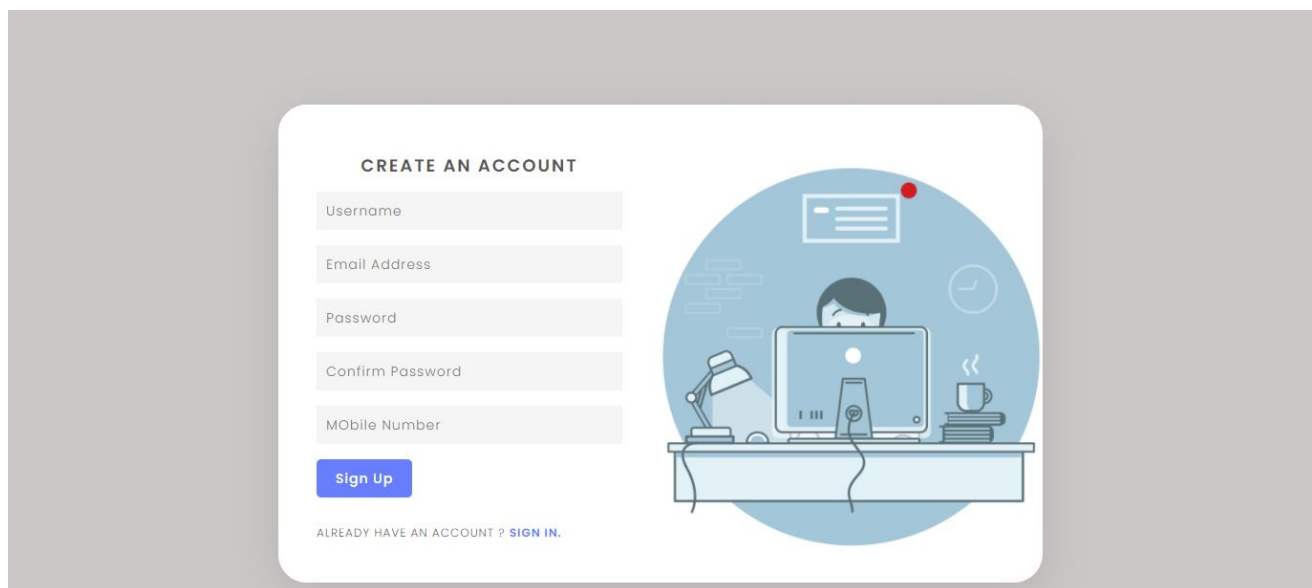 CREATE AN ACCOUNT
Username
Email Address
Password
Confirm Password
MObile Number
Sign Up
ALREADY HAVE AN ACCOUNT ? SIGN IN.